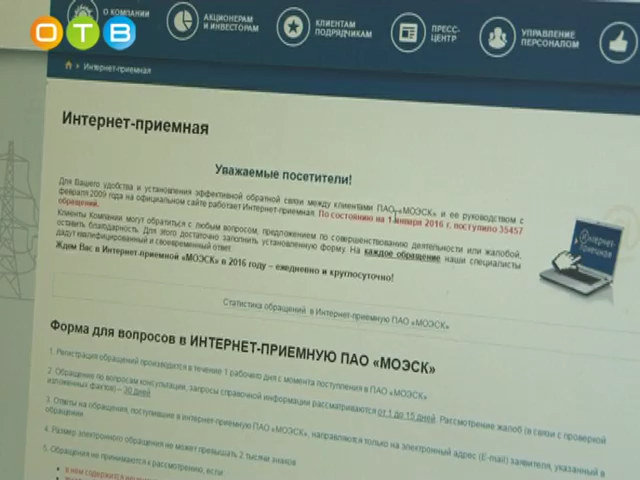 ОТВ
О КОМПАНИИ
АКЦИОНЕРАМ
И ИНВЕСТОРАМ
КЛИЕНТАМ
ПОДРЯДЧИКАМ
ПРЕСС-
ЦЕНТР
УПРАВЛЕНИЕ
ПЕРСОНАЛОМ
Интернет-приемная
Интернет-приемная
Уважаемые посетители!
Для Вашего удобства и установления эффективной обратной связи между клиентами ПАО «МОЭСК» и ее руководством с
февраля 2009 года на официальном сайте работает Интернет-приемная. По состоянию на 1 января 2016 г. поступило 35457
обращений.
Клиенты Компании могут обратиться с любым вопросом, предложением по совершенствованию деятельности или жалобой,
оставить благодарность. Для этого достаточно заполнить установленную форму. На каждое обращение наши специалисты
дадут квалифицированный и своевременный ответ.
Ждем Вас в Интернет-приемной «МОЭСК» в 2016 году – ежедневно и круглосуточно!
Интернет-
приемная
Статистика обращений в Интернет-приемную ПАО «МОЭСК»
Форма для вопросов в ИНТЕРНЕТ-ПРИЕМНУЮ ПАО «МОЭСК»
1. Регистрация обращений производится в течение 1 рабочего дня с момента поступления в ПАО «МОЭСК»
2. Обращение по вопросам консультации, запросы справочной информации рассматриваются от 1 до 15 дней. Рассмотрение жалоб (в связи с проверкой
изложенных фактов) – 30 дней.
3. Ответы на обращения, поступившие в интернет-приемную ПАО «МОЭСК», направляются только на электронный адрес (E-mail) заявителя, указанный в
обращении
4. Размер электронного обращения не может превышать 2 тысячи знаков
5. Обращения не принимаются к рассмотрению, если:
в нем содержится